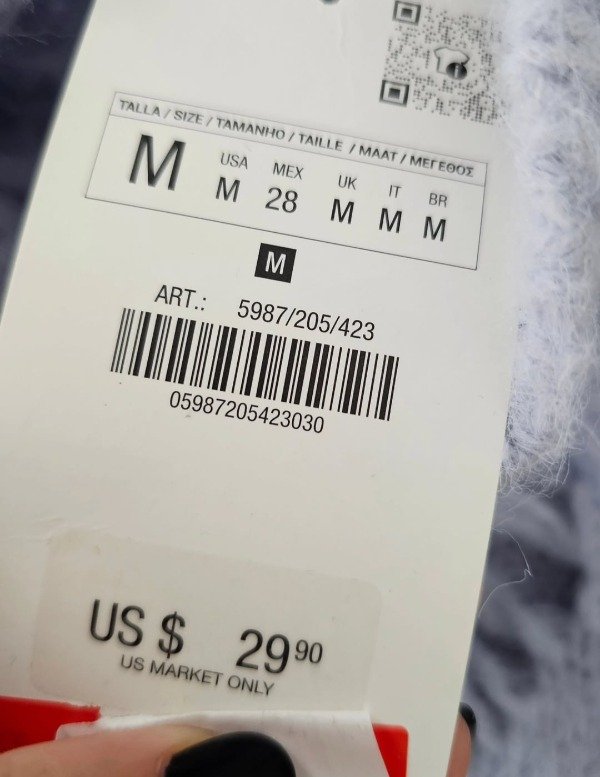 TALLA / SIZE / TAMANHO / TAILLE / MAAT / ΜΕΓΕΘΟΣ
M USA MEX UK IT BR
M 28 M M M
M
ART.: 5987/205/423
05987205423030
US $ 29 90
US MARKET ONLY